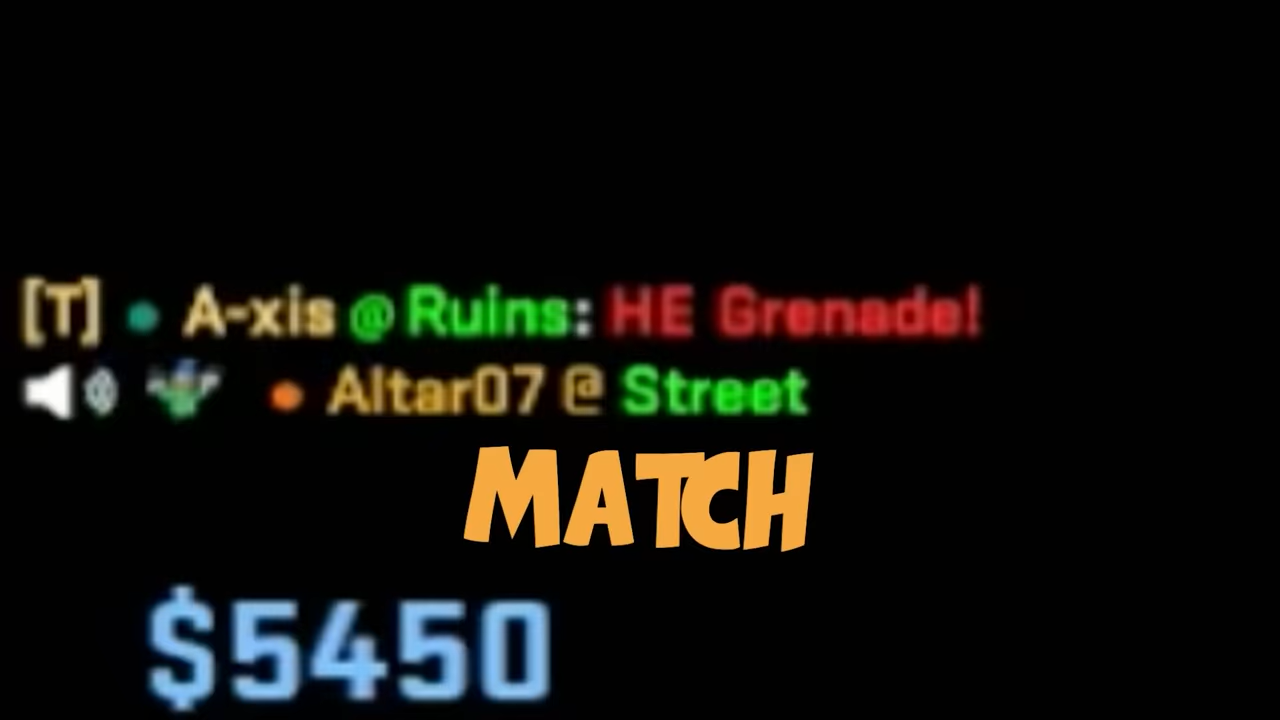 [T] • A-xis @ Ruins: HE Grenade!
• Altar07 @ Street
MATCH
$5450